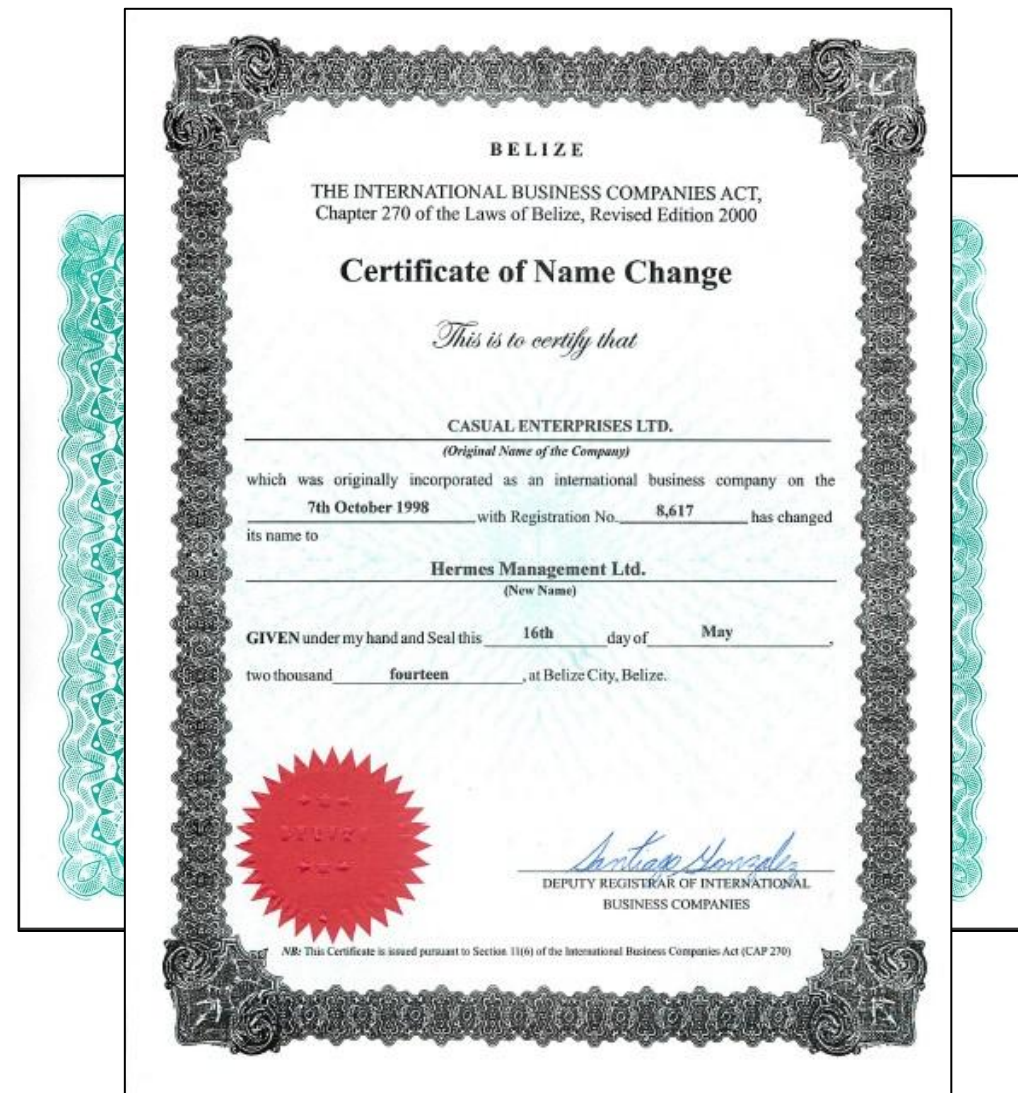 BELIZE
THE INTERNATIONAL BUSINESS COMPANIES ACT,
Chapter 270 of the Laws of Belize, Revised Edition 2000
Certificate of Name Change
This is to certify that
CASUAL ENTERPRISES LTD.
(Original Name of the Company)
which was originally incorporated as an international business company on the
7th October 1998 with Registration No. 8,617 has changed
its name to
Hermes Management Ltd.
(New Name)
GIVEN under my hand and Seal this 16th day of May,
two thousand fourteen, at Belize City, Belize.
BELIZE
Santiago Gonzalez
DEPUTY REGISTRAR OF INTERNATIONAL
BUSINESS COMPANIES
NB: This Certificate is issued pursuant to Section 11(6) of the International Business Companies Act (CAP 270)